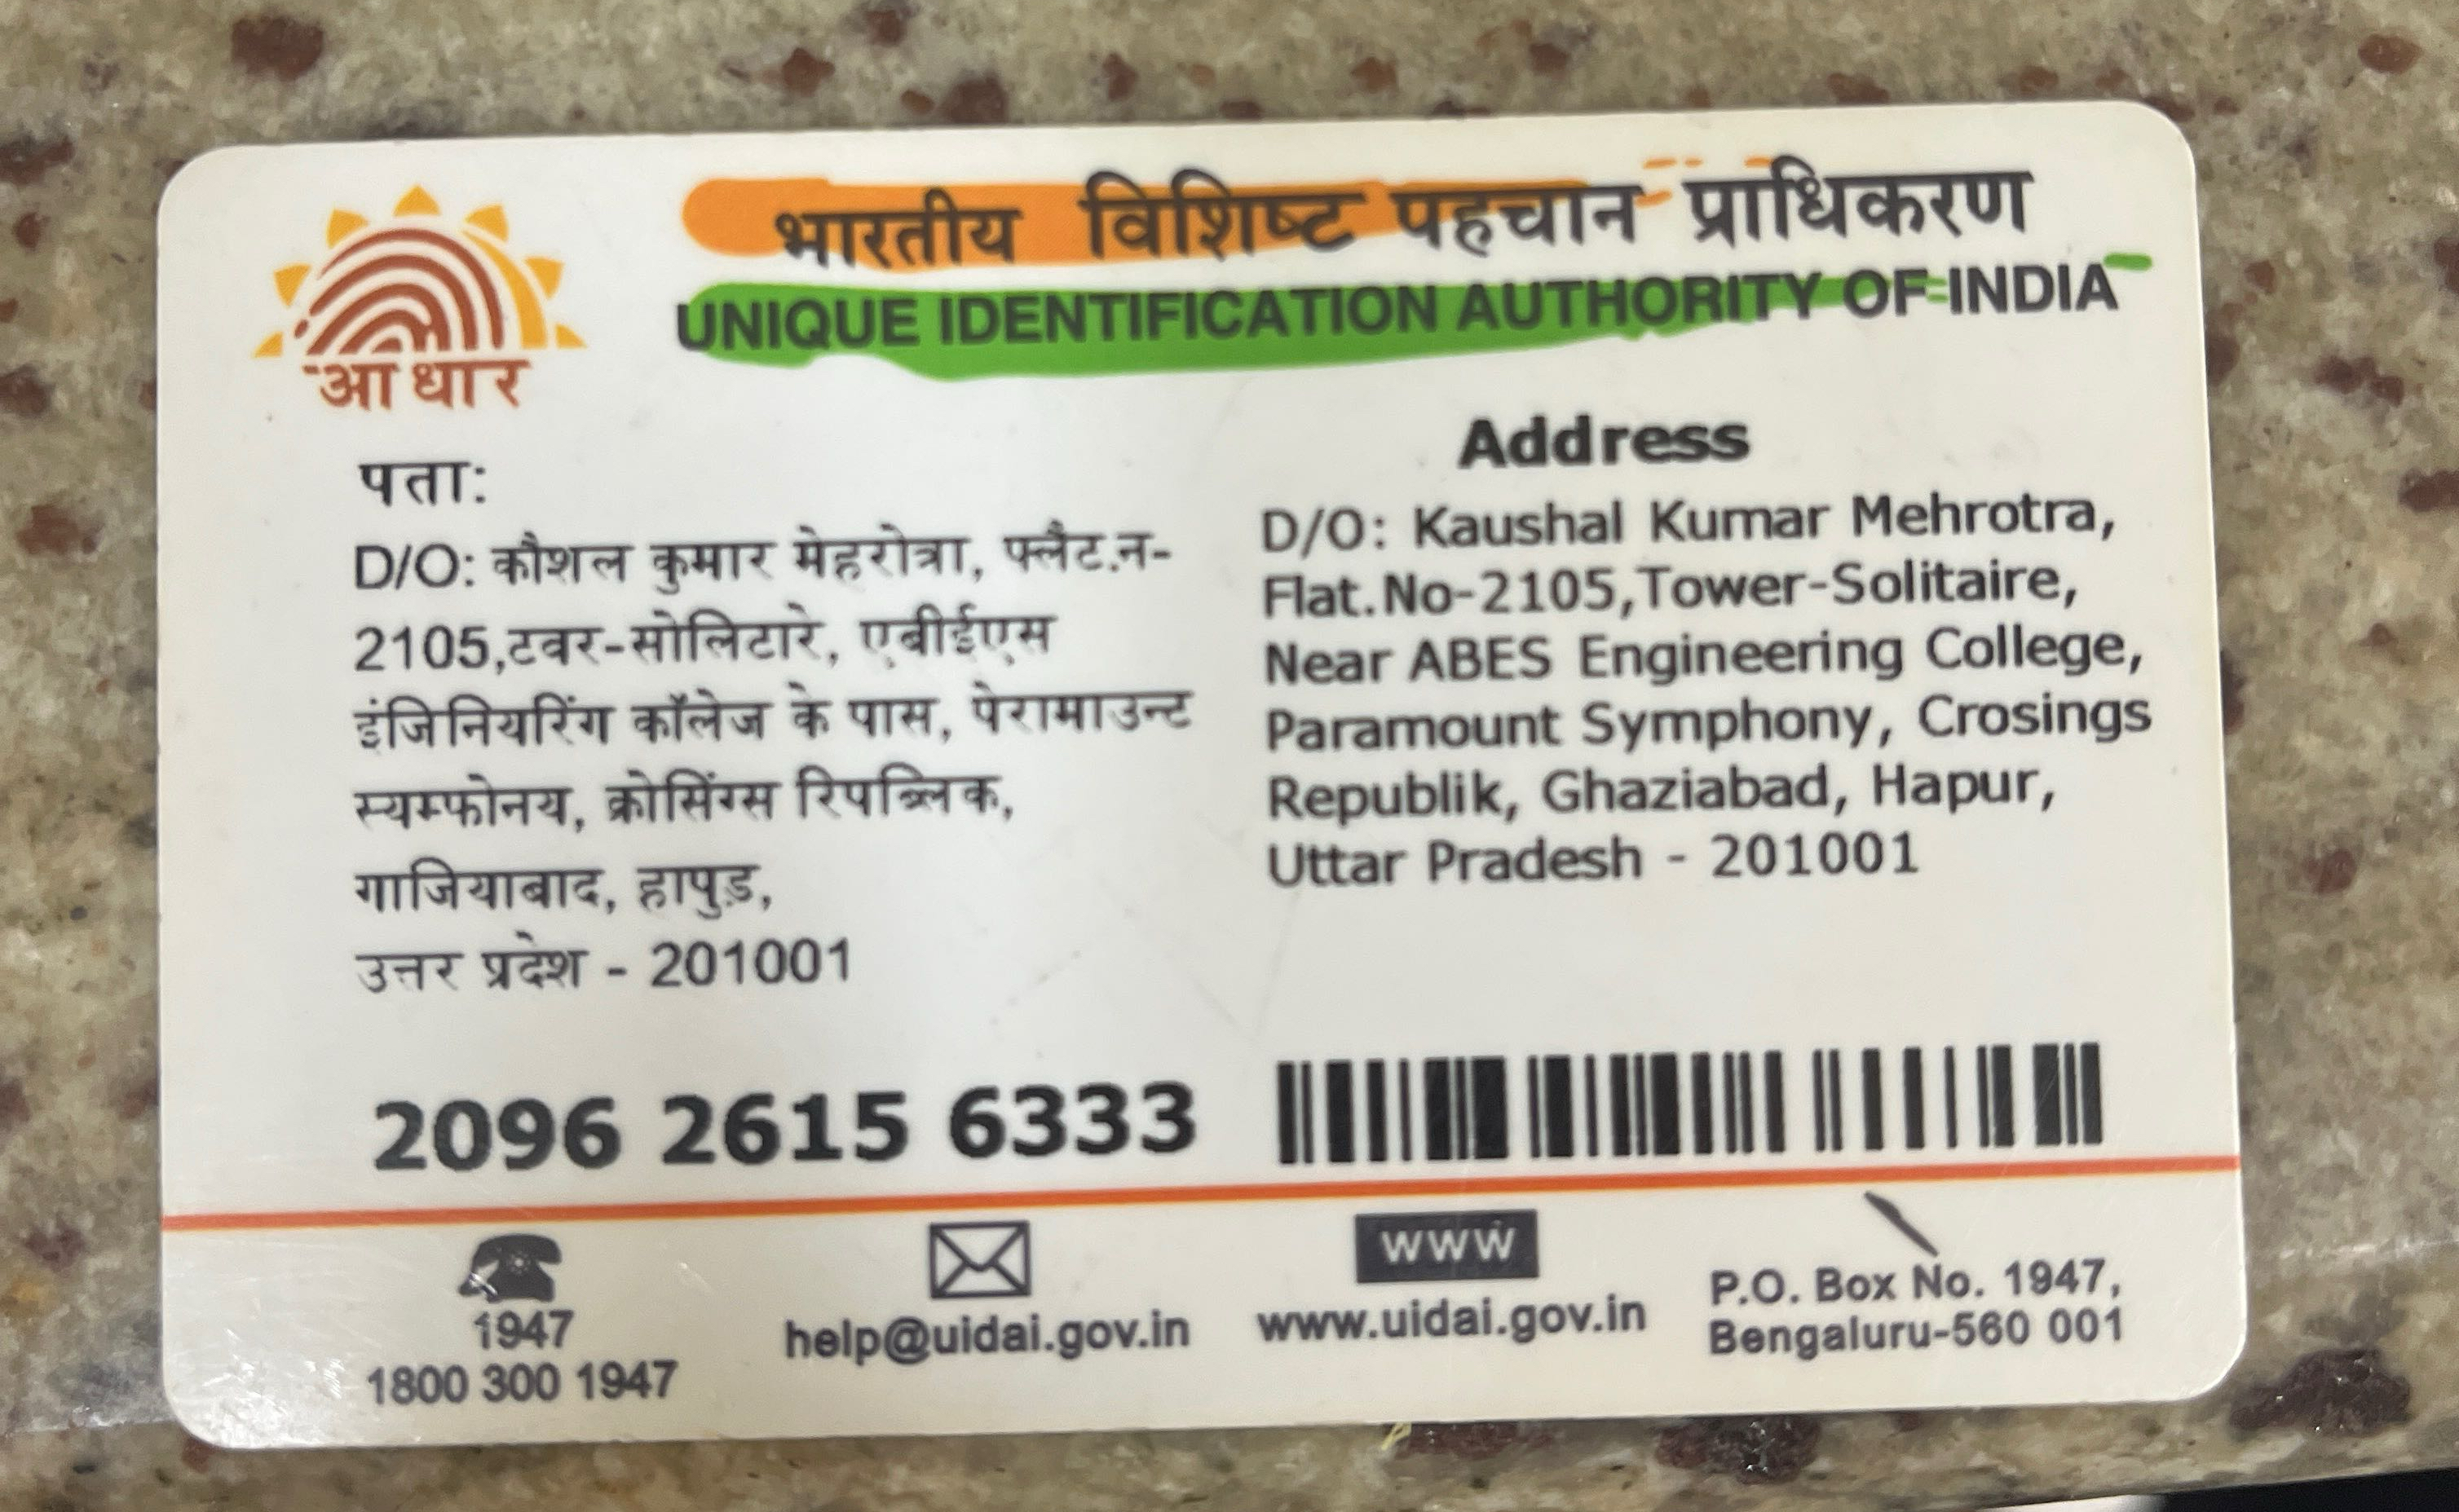 भारतीय विशिष्ट पहचान प्राधिकरण
UNIQUE IDENTIFICATION AUTHORITY OF INDIA
आधार
पता:
D/O: कौशल कुमार मेहरोत्रा, फ्लैट.न-
2105,टवर-सोलिटारे, एबीईएस
इंजिनियरिंग कॉलेज के पास, पेरामाउन्ट
स्यम्फोनय, क्रोसिंग्स रिपब्लिक,
गाजियाबाद, हापुड़,
उत्तर प्रदेश - 201001
Address
D/O: Kaushal Kumar Mehrotra,
Flat.No-2105,Tower-Solitaire,
Near ABES Engineering College,
Paramount Symphony, Crosings
Republik, Ghaziabad, Hapur,
Uttar Pradesh - 201001
2096 2615 6333
1947
1800 300 1947
help@uidai.gov.in
www
www.uidai.gov.in
P.O. Box No. 1947,
Bengaluru-560 001